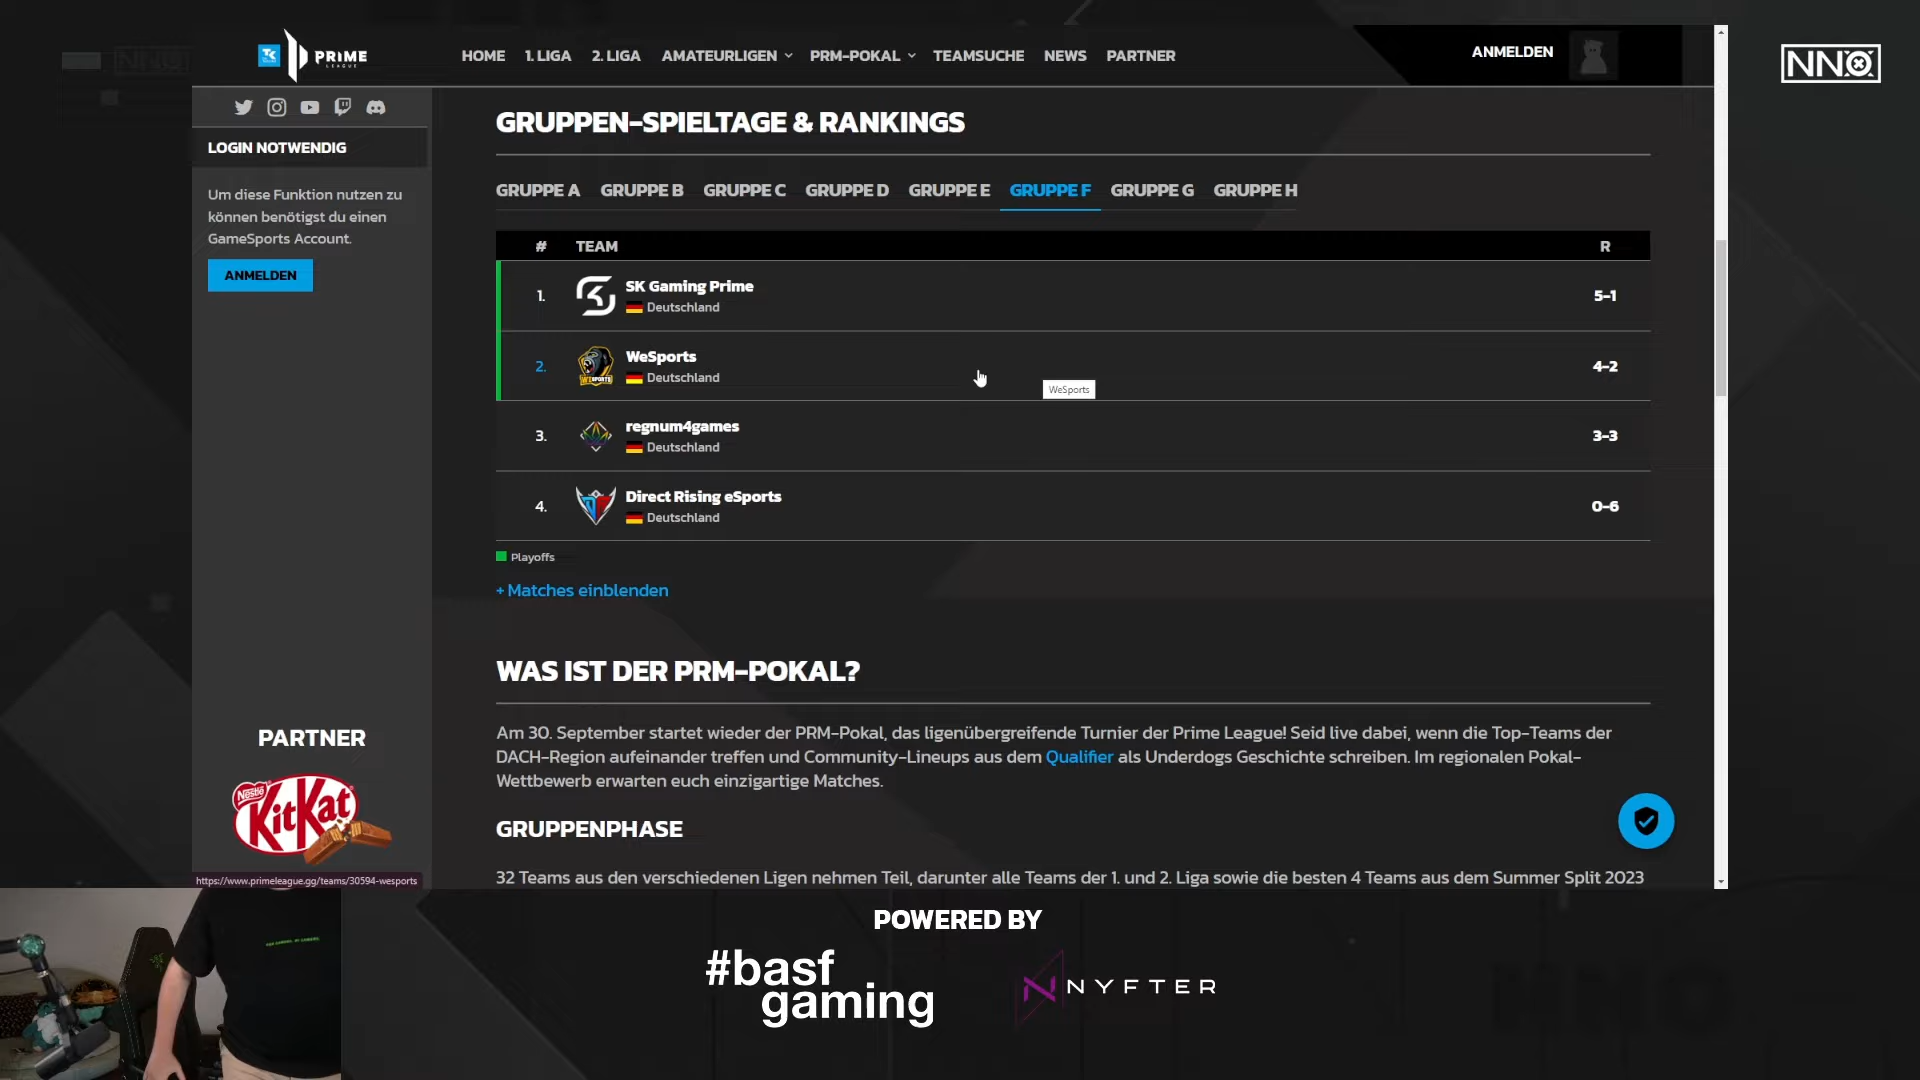 TK PRIME LEAGUE
HOME 1. LIGA 2. LIGA AMATEURLIGEN PRM-POKAL TEAMSUCHE NEWS PARTNER
ANMELDEN
NNO
LOGIN NOTWENDIG
Um diese Funktion nutzen zu
können benötigst du einen
GameSports Account.
ANMELDEN
GRUPPEN-SPIELTAGE & RANKINGS
GRUPPE A GRUPPE B GRUPPE C GRUPPE D GRUPPE E GRUPPE F GRUPPE G GRUPPE H
# TEAM R
1. SK Gaming Prime 5-1
Deutschland
2. WeSports 4-2
Deutschland
WeSports
3. regnum4games 3-3
Deutschland
4. Direct Rising eSports 0-6
Deutschland
Playoffs
+ Matches einblenden
WAS IST DER PRM-POKAL?
Am 30. September startet wieder der PRM-Pokal, das ligenübergreifende Turnier der Prime League! Seid live dabei, wenn die Top-Teams der
DACH-Region aufeinander treffen und Community-Lineups aus dem Qualifier als Underdogs Geschichte schreiben. Im regionalen Pokal-
Wettbewerb erwarten euch einzigartige Matches.
GRUPPENPHASE
32 Teams aus den verschiedenen Ligen nehmen Teil, darunter alle Teams der 1. und 2. Liga sowie die besten 4 Teams aus dem Summer Split 2023
PARTNER
Nestlé
KitKat
https://www.primeleague.gg/teams/30594-wesports
POWERED BY
#basf
gaming
NYFTER